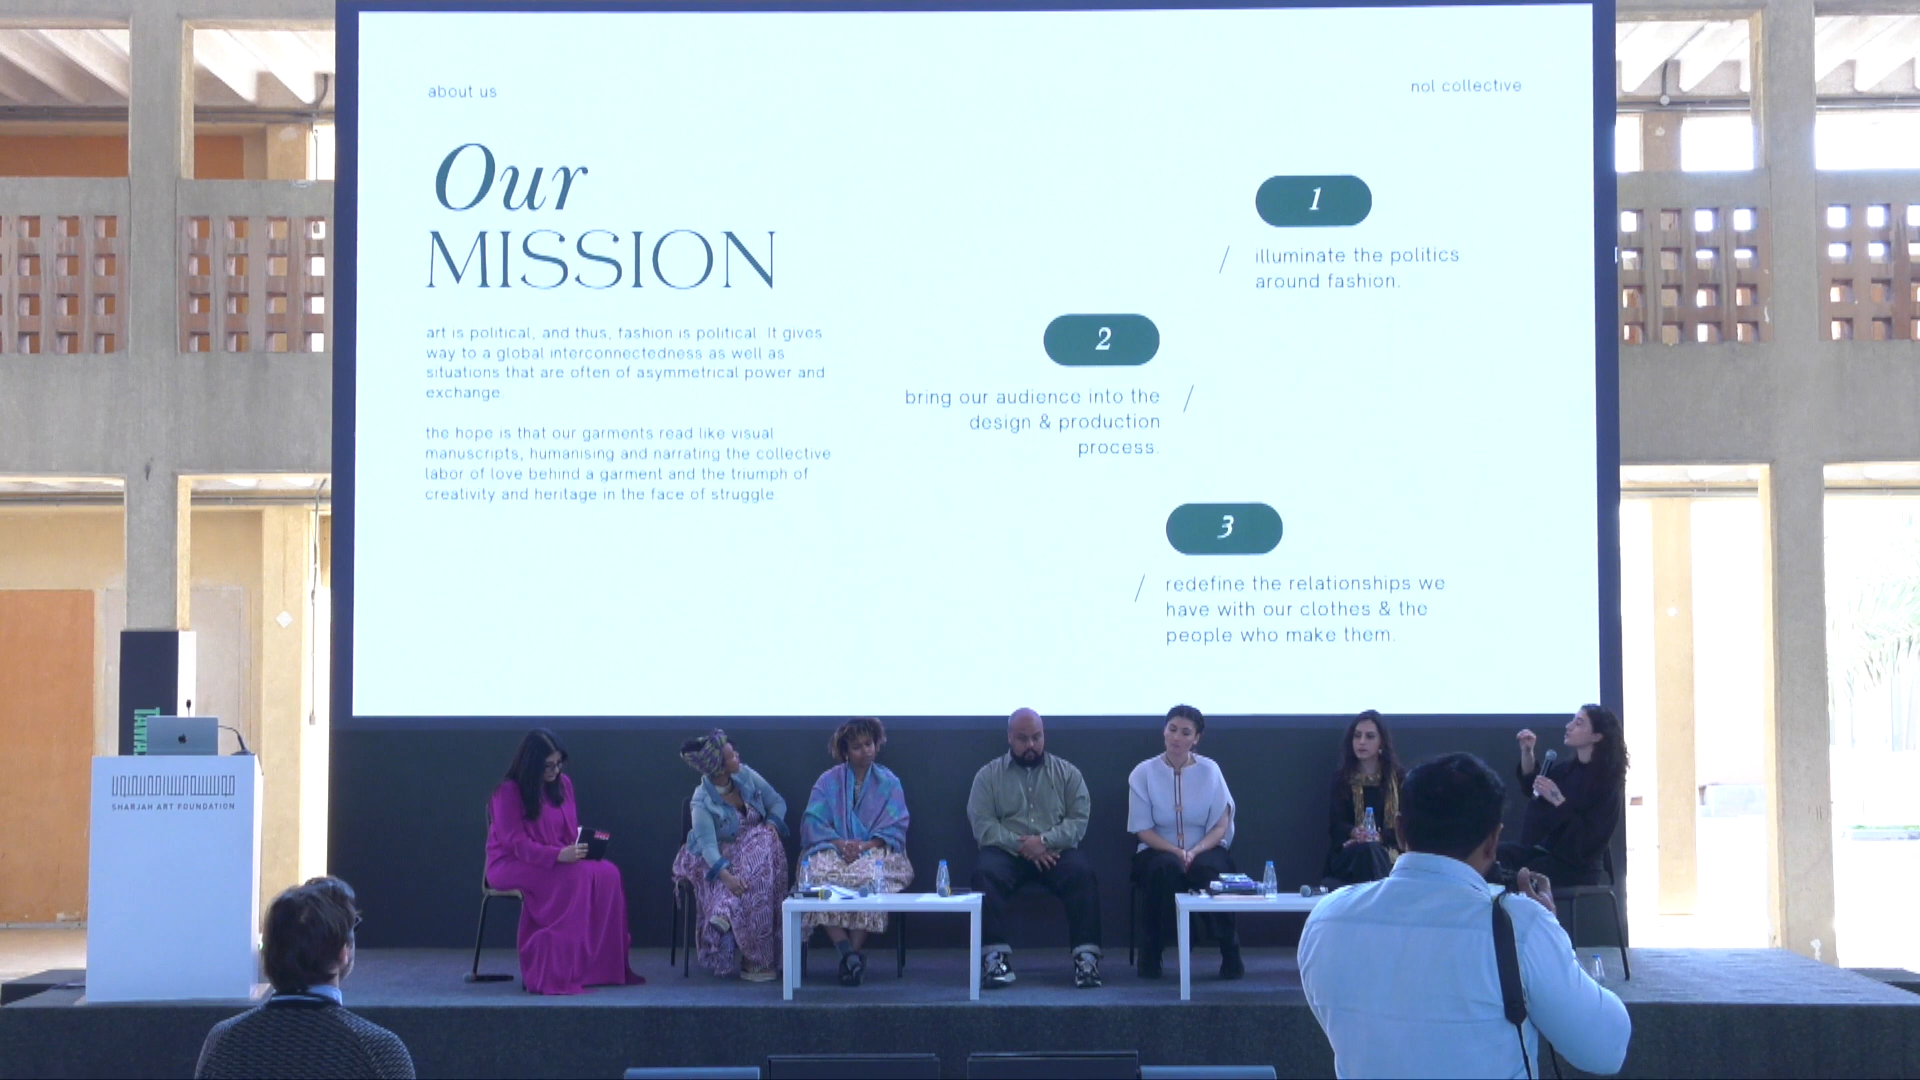 about us
nol collective
Our
MISSION
art is political, and thus, fashion is political. It gives
way to a global interconnectedness as well as
situations that are often of asymmetrical power and
exchange.
the hope is that our garments read like visual
manuscripts, humanising and narrating the collective
labor of love behind a garment and the triumph of
creativity and heritage in the face of struggle
1
/ illuminate the politics
around fashion.
2
bring our audience into the /
design & production
process.
3
/ redefine the relationships we
have with our clothes & the
people who make them.
SHARJAH ART FOUNDATION